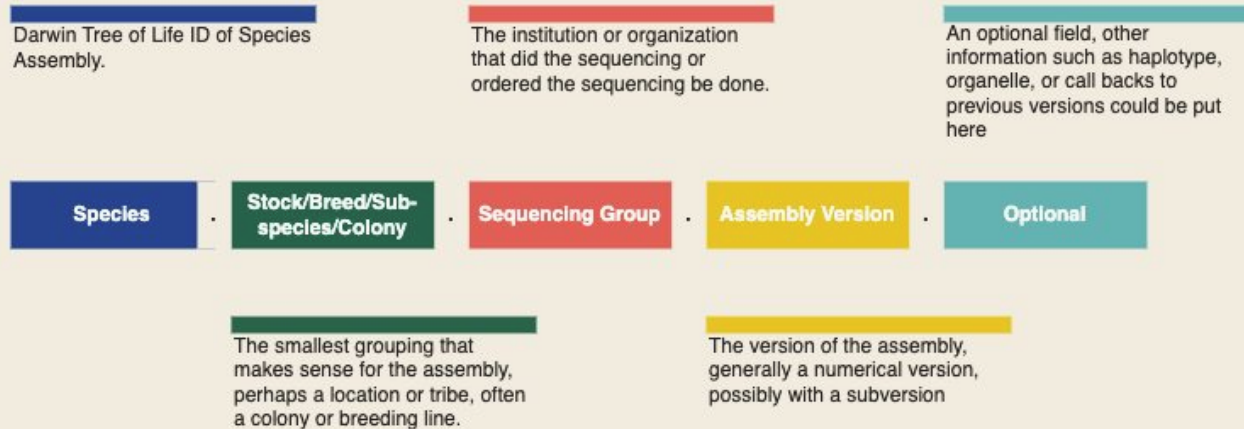 Darwin Tree of Life ID of Species
Assembly.
The institution or organization
that did the sequencing or
ordered the sequencing be done.
An optional field, other
information such as haplotype,
organelle, or call backs to
previous versions could be put
here
Species . Stock/Breed/Sub-
species/Colony . Sequencing Group . Assembly Version . Optional
The smallest grouping that
makes sense for the assembly,
perhaps a location or tribe, often
a colony or breeding line.
The version of the assembly,
generally a numerical version,
possibly with a subversion